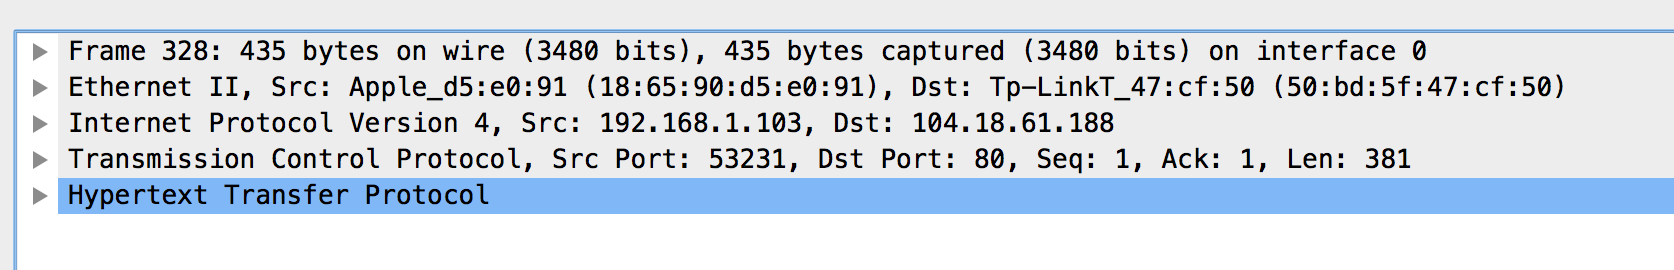 Frame 328: 435 bytes on wire (3480 bits), 435 bytes captured (3480 bits) on interface 0
Ethernet II, Src: Apple_d5:e0:91 (18:65:90:d5:e0:91), Dst: Tp-LinkT_47:cf:50 (50:bd:5f:47:cf:50)
Internet Protocol Version 4, Src: 192.168.1.103, Dst: 104.18.61.188
Transmission Control Protocol, Src Port: 53231, Dst Port: 80, Seq: 1, Ack: 1, Len: 381
Hypertext Transfer Protocol